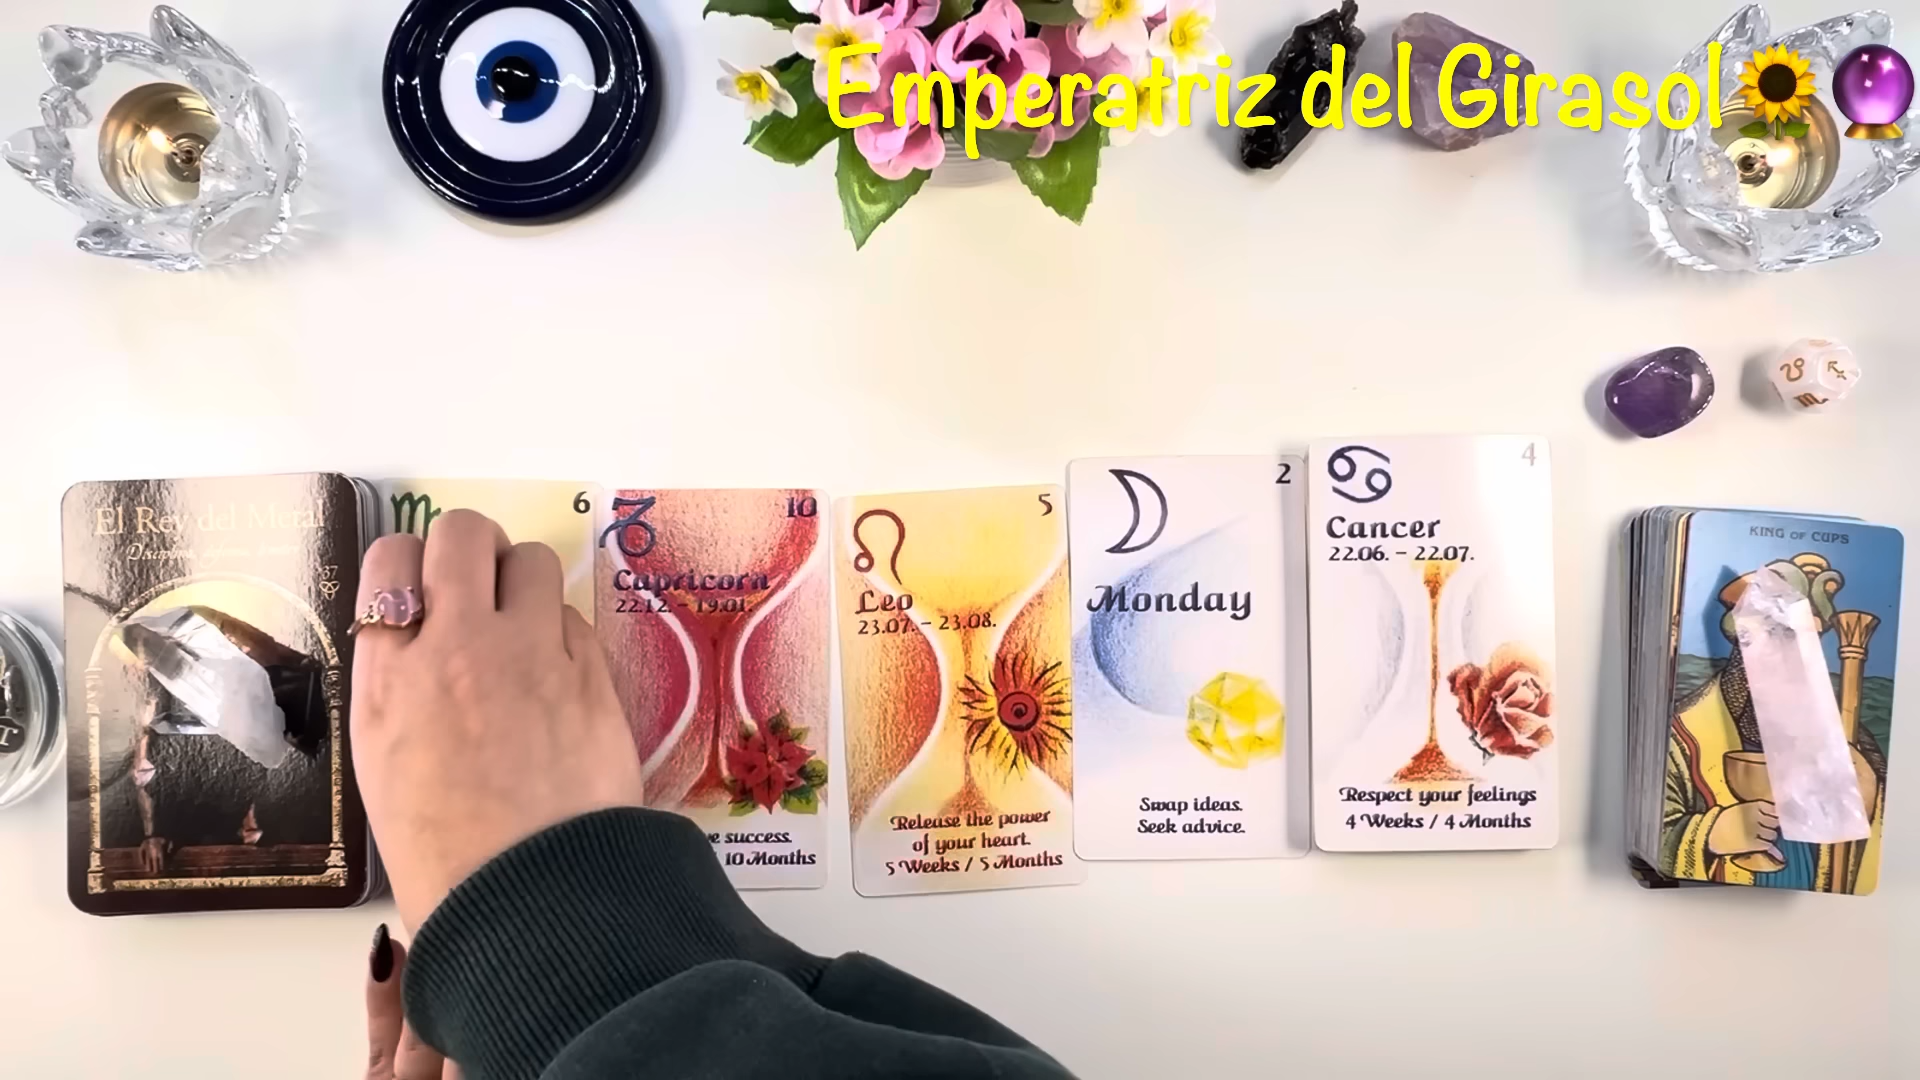 Emperatriz del Girasol
El Rey del Metal
37
6
Capricorn
22.12. – 19.01.
10
success.
10 Months
Leo
23.07. – 23.08.
5
Release the power
of your heart.
5 Weeks / 5 Months
2
Monday
Swap ideas.
Seek advice.
4
Cancer
22.06. – 22.07.
Respect your feelings
4 Weeks / 4 Months
KING OF CUPS